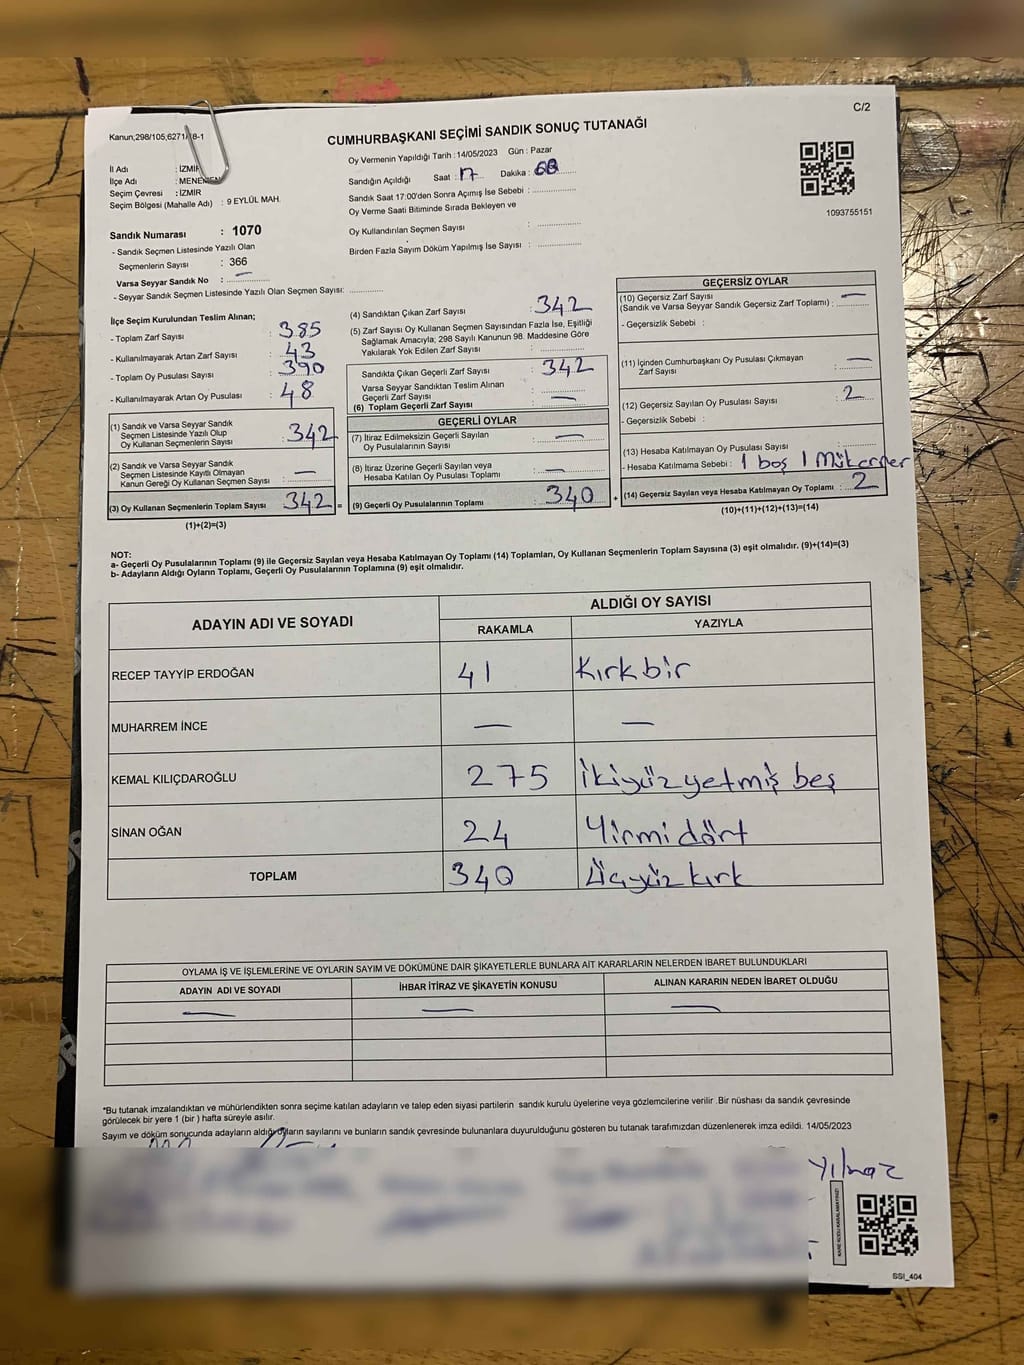 C/2
Kanun;298/105;6271/18-1
CUMHURBAŞKANI SEÇİMİ SANDIK SONUÇ TUTANAĞI
İl Adı : İZMİR
İlçe Adı : MENEMEN
Seçim Çevresi : İZMİR
Seçim Bölgesi (Mahalle Adı) : 9 EYLÜL MAH.
Oy Vermenin Yapıldığı Tarih : 14/05/2023 Gün : Pazar
Sandığın Açıldığı Saat : 17 Dakika :
Sandık Saat 17:00'den Sonra Açımış İse Sebebi :
Oy Verme Saati Bitiminde Sırada Bekleyen ve
Oy Kullandırılan Seçmen Sayısı :
Birden Fazla Sayım Döküm Yapılmış İse Sayısı :
1093755151
Sandık Numarası : 1070
- Sandık Seçmen Listesinde Yazılı Olan
Seçmenlerin Sayısı : 366
Varsa Seyyar Sandık No : —
- Seyyar Sandık Seçmen Listesinde Yazılı Olan Seçmen Sayısı:
İlçe Seçim Kurulundan Teslim Alınan;
- Toplam Zarf Sayısı : 385
- Kullanılmayarak Artan Zarf Sayısı : 43
- Toplam Oy Pusulası Sayısı : 390
- Kullanılmayarak Artan Oy Pusulası : 48
(1) Sandık ve Varsa Seyyar Sandık
Seçmen Listesinde Yazılı Olup
Oy Kullanan Seçmenlerin Sayısı : 342
(2) Sandık ve Varsa Seyyar Sandık
Seçmen Listesinde Kayıtlı Olmayan
Kanun Gereği Oy Kullanan Seçmen Sayısı : —
(3) Oy Kullanan Seçmenlerin Toplam Sayısı : 342
(1)+(2)=(3)
(4) Sandıktan Çıkan Zarf Sayısı : 342
(5) Zarf Sayısı Oy Kullanan Seçmen Sayısından Fazla İse, Eşitliği
Sağlamak Amacıyla; 298 Sayılı Kanunun 98. Maddesine Göre
Yakılarak Yok Edilen Zarf Sayısı :
Sandıkta Çıkan Geçerli Zarf Sayısı : 342
Varsa Seyyar Sandıktan Teslim Alınan
Geçerli Zarf Sayısı :
(6) Toplam Geçerli Zarf Sayısı : —
GEÇERLİ OYLAR
(7) İtiraz Edilmeksizin Geçerli Sayılan
Oy Pusulalarının Sayısı : —
(8) İtiraz Üzerine Geçerli Sayılan veya
Hesaba Katılan Oy Pusulası Toplamı : —
(9) Geçerli Oy Pusulalarının Toplamı : 340
GEÇERSİZ OYLAR
(10) Geçersiz Zarf Sayısı
(Sandık ve Varsa Seyyar Sandık Geçersiz Zarf Toplamı) : —
- Geçersizlik Sebebi :
(11) İçinden Cumhurbaşkanı Oy Pusulası Çıkmayan
Zarf Sayısı : —
(12) Geçersiz Sayılan Oy Pusulası Sayısı : 2
- Geçersizlik Sebebi :
(13) Hesaba Katılmayan Oy Pusulası Sayısı :
- Hesaba Katılmama Sebebi : 1 boş 1 Mükerrer
(14) Geçersiz Sayılan veya Hesaba Katılmayan Oy Toplamı : 2
(10)+(11)+(12)+(13)=(14)
NOT:
a- Geçerli Oy Pusulalarının Toplamı (9) ile Geçersiz Sayılan veya Hesaba Katılmayan Oy Toplamı (14) Toplamları, Oy Kullanan Seçmenlerin Toplam Sayısına (3) eşit olmalıdır. (9)+(14)=(3)
b- Adayların Aldığı Oyların Toplamı, Geçerli Oy Pusulalarının Toplamına (9) eşit olmalıdır.
ADAYIN ADI VE SOYADI
ALDIĞI OY SAYISI
RAKAMLA YAZIYLA
RECEP TAYYİP ERDOĞAN 41 Kırkbir
MUHARREM İNCE — —
KEMAL KILIÇDAROĞLU 275 İkiyüzyetmiş beş
SİNAN OĞAN 24 Yirmi dört
TOPLAM 340 Üçyüz kırk
OYLAMA İŞ VE İŞLEMLERİNE VE OYLARIN SAYIM VE DÖKÜMÜNE DAİR ŞİKAYETLERLE BUNLARA AİT KARARLARIN NELERDEN İBARET BULUNDUKLARI
ADAYIN ADI VE SOYADI İHBAR İTİRAZ VE ŞİKAYETİN KONUSU ALINAN KARARIN NEDEN İBARET OLDUĞU
— — —
*Bu tutanak imzalandıktan ve mühürlendikten sonra seçime katılan adayların ve talep eden siyasi partilerin sandık kurulu üyelerine veya gözlemcilerine verilir .Bir nüshası da sandık çevresinde
görülecek bir yere 1 (bir ) hafta süreyle asılır.
Sayım ve döküm sonucunda adayların aldığı oyların sayılarını ve bunların sandık çevresinde bulunanlara duyurulduğunu gösteren bu tutanak tarafımızdan düzenlenerek imza edildi. 14/05/2023
Yılmaz
KARE KODU KARALAMAYINIZ!
SSİ_404